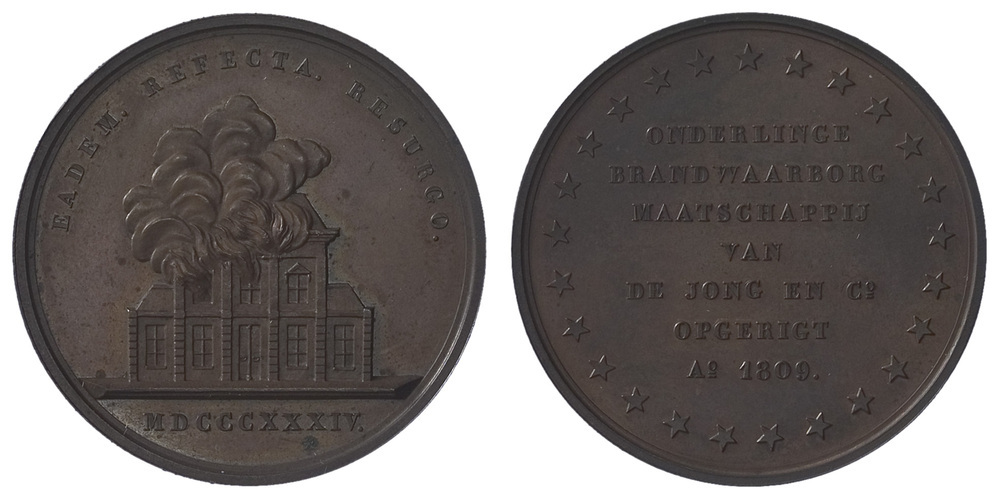 EADEM. REFECTA. RESURGO.
MDCCCXXXIV.
ONDERLINGE
BRANDWAARBORG
MAATSCHAPPIJ
VAN
DE JONG EN Cº
OPGERIGT
Aº 1809.